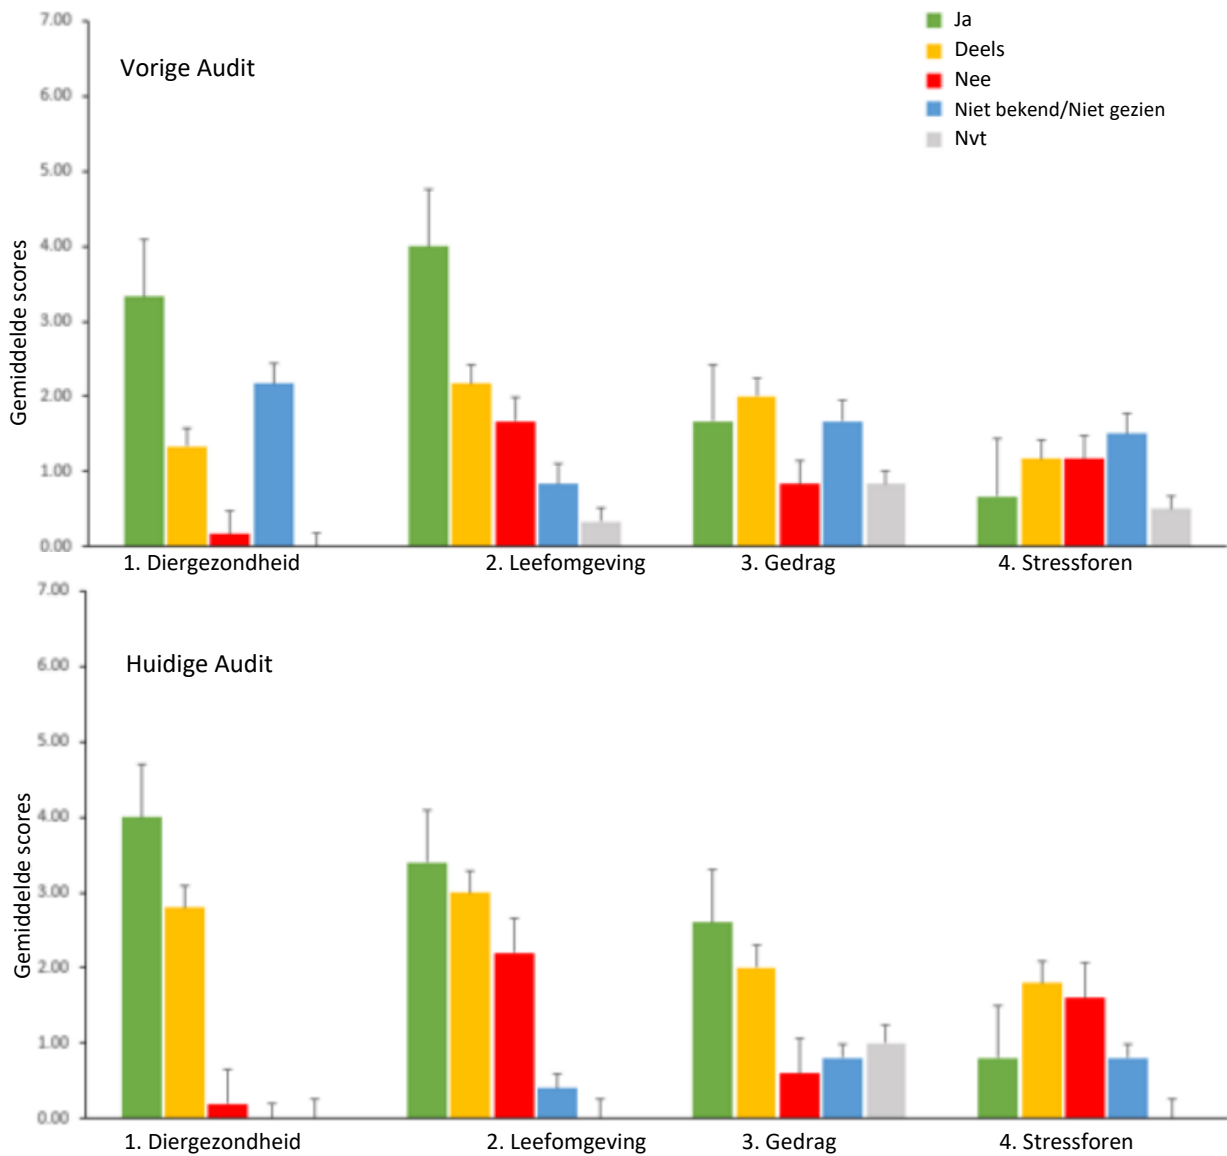 7.00
Vorige Audit
6.00
5.00
4.00
3.00
2.00
1.00
0.00
Gemiddelde scores
Ja
Deels
Nee
Niet bekend/Niet gezien
Nvt
1. Diergezondheid
2. Leefomgeving
3. Gedrag
4. Stressforen
7.00
Huidige Audit
6.00
5.00
4.00
3.00
2.00
1.00
0.00
Gemiddelde scores
1. Diergezondheid
2. Leefomgeving
3. Gedrag
4. Stressforen